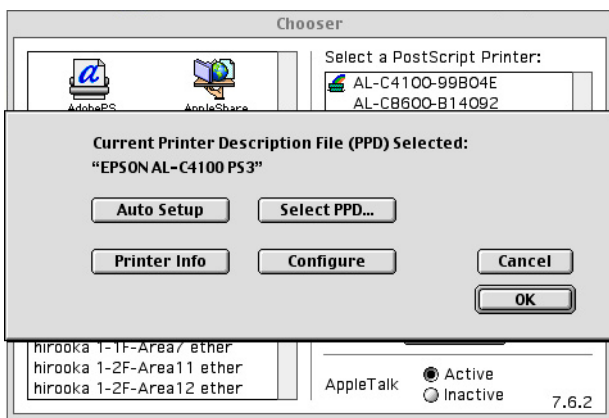 Chooser
Select a PostScript Printer:
AdobePS
AppleShare
AL-C4100-99B04E
AL-C8600-B14092
Current Printer Description File (PPD) Selected:
“EPSON AL-C4100 PS3”
Auto Setup
Select PPD...
Printer Info
Configure
Cancel
OK
hirooka 1-1F-Area7 ether
hirooka 1-2F-Area11 ether
hirooka 1-2F-Area12 ether
AppleTalk
Active
Inactive
7.6.2